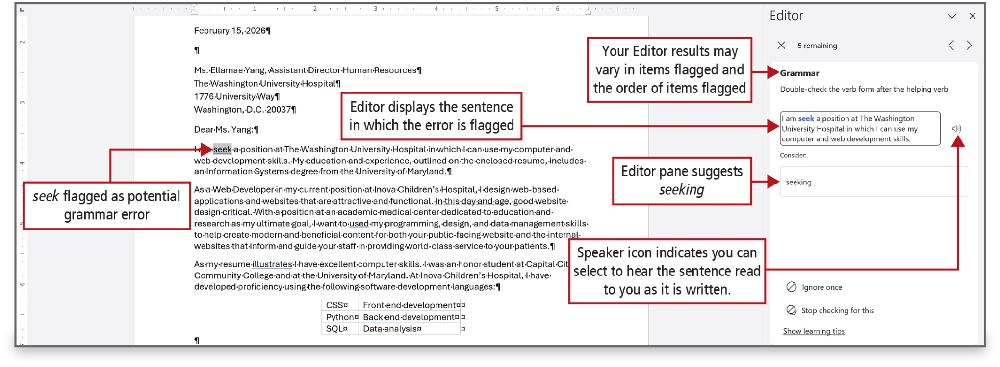 1 2 3 4 5 6
2
3
4
5
6
February·15,·2026¶
¶
Ms.·Ellamae·Yang,·Assistant·Director·Human·Resources¶
The·Washington·University·Hospital¶
1776·University·Way¶
Washington,·D.C.·20037¶
Dear·Ms.·Yang:¶
seek·a·position·at·The·Washington·University·Hospital·in·which·I·can·use·my·computer·and·
web·development·skills.·My·education·and·experience,·outlined·on·the·enclosed·resume,·includes·
an·Information·Systems·degree·from·the·University·of·Maryland.¶
As·a·Web·Developer·in·my·current·position·at·Inova·Children’s·Hospital,·I·design·web-based·
applications·and·websites·that·are·attractive·and·functional.·In·this·day·and·age,·good·website·
design·critical.·With·a·position·at·an·academic·medical·center·dedicated·to·education·and·
research·as·my·ultimate·goal,·I·want·to·used·my·programming,·design,·and·data·management·skills·
to·help·create·modern·and·beneficial·content·for·both·your·public-facing·website·and·the·internal·
websites·that·inform·and·guide·your·staff·in·providing·world-class·service·to·your·patients.¶
As·my·resume·illustrates·I·have·excellent·computer·skills.·I·was·an·honor·student·at·Capital·Cit
Community·College·and·at·the·University·of·Maryland.·At·Inova·Children’s·Hospital,·I·have·
developed·proficiency·using·the·following·software·development·languages:¶
CSS¤ Front·end·development¤¤
Python¤ Back·end·development¤¤
SQL¤ Data·analysis¤ ¤
¶
seek flagged as potential
grammar error
Editor displays the sentence
in which the error is flagged
Your Editor results may
vary in items flagged and
the order of items flagged
Editor pane suggests
seeking
Speaker icon indicates you can
select to hear the sentence read
to you as it is written.
Editor
5 remaining
Grammar
Double-check the verb form after the helping verb
I am seek a position at The Washington
University Hospital in which I can use my
computer and web development skills.
Consider:
seeking
Ignore once
Stop checking for this
Show learning tips